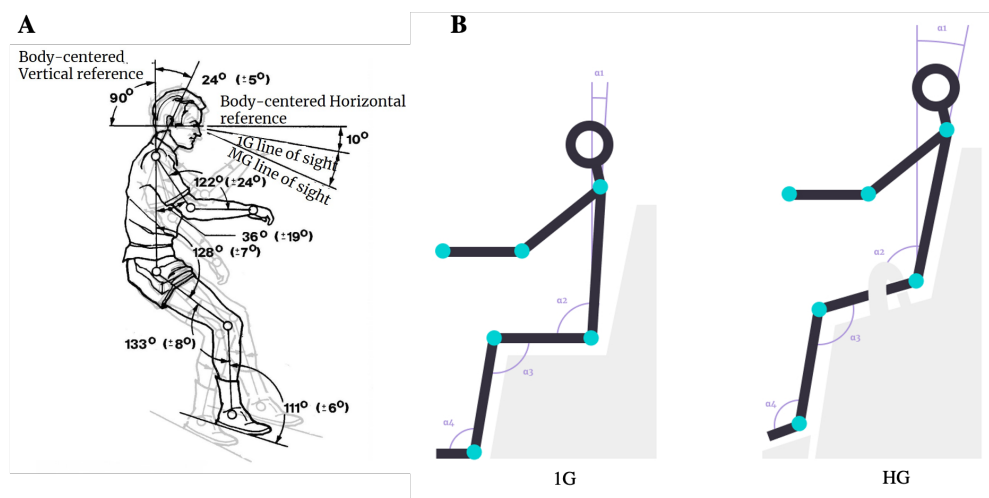 A
B
Body-centered
Vertical reference
24° (±5°)
90°
Body-centered Horizontal
reference
10°
1G line of sight
MG line of sight
122°(±24°)
36° (±19°)
128° (±7°)
133° (±8°)
111° (±6°)
α1
α2
α3
α4
1G
α1
α2
α3
α4
HG